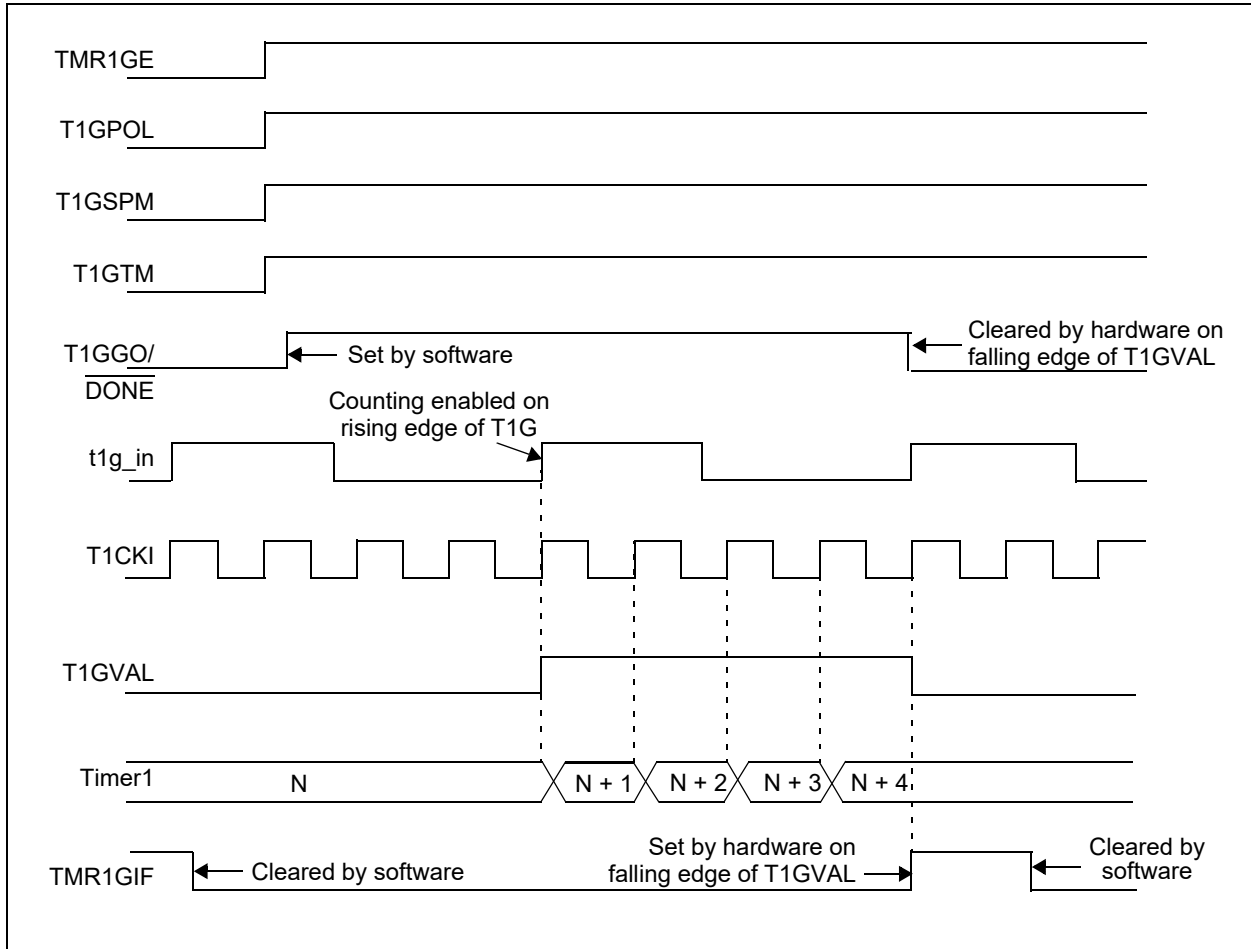 TMR1GE
T1GPOL
T1GSPM
T1GTM
T1GGO/
DONE
Set by software
Cleared by hardware on
falling edge of T1GVAL
Counting enabled on
rising edge of T1G
t1g_in
T1CKI
T1GVAL
Timer1
N
N + 1
N + 2
N + 3
N + 4
TMR1GIF
Cleared by software
Set by hardware on
falling edge of T1GVAL
Cleared by
software